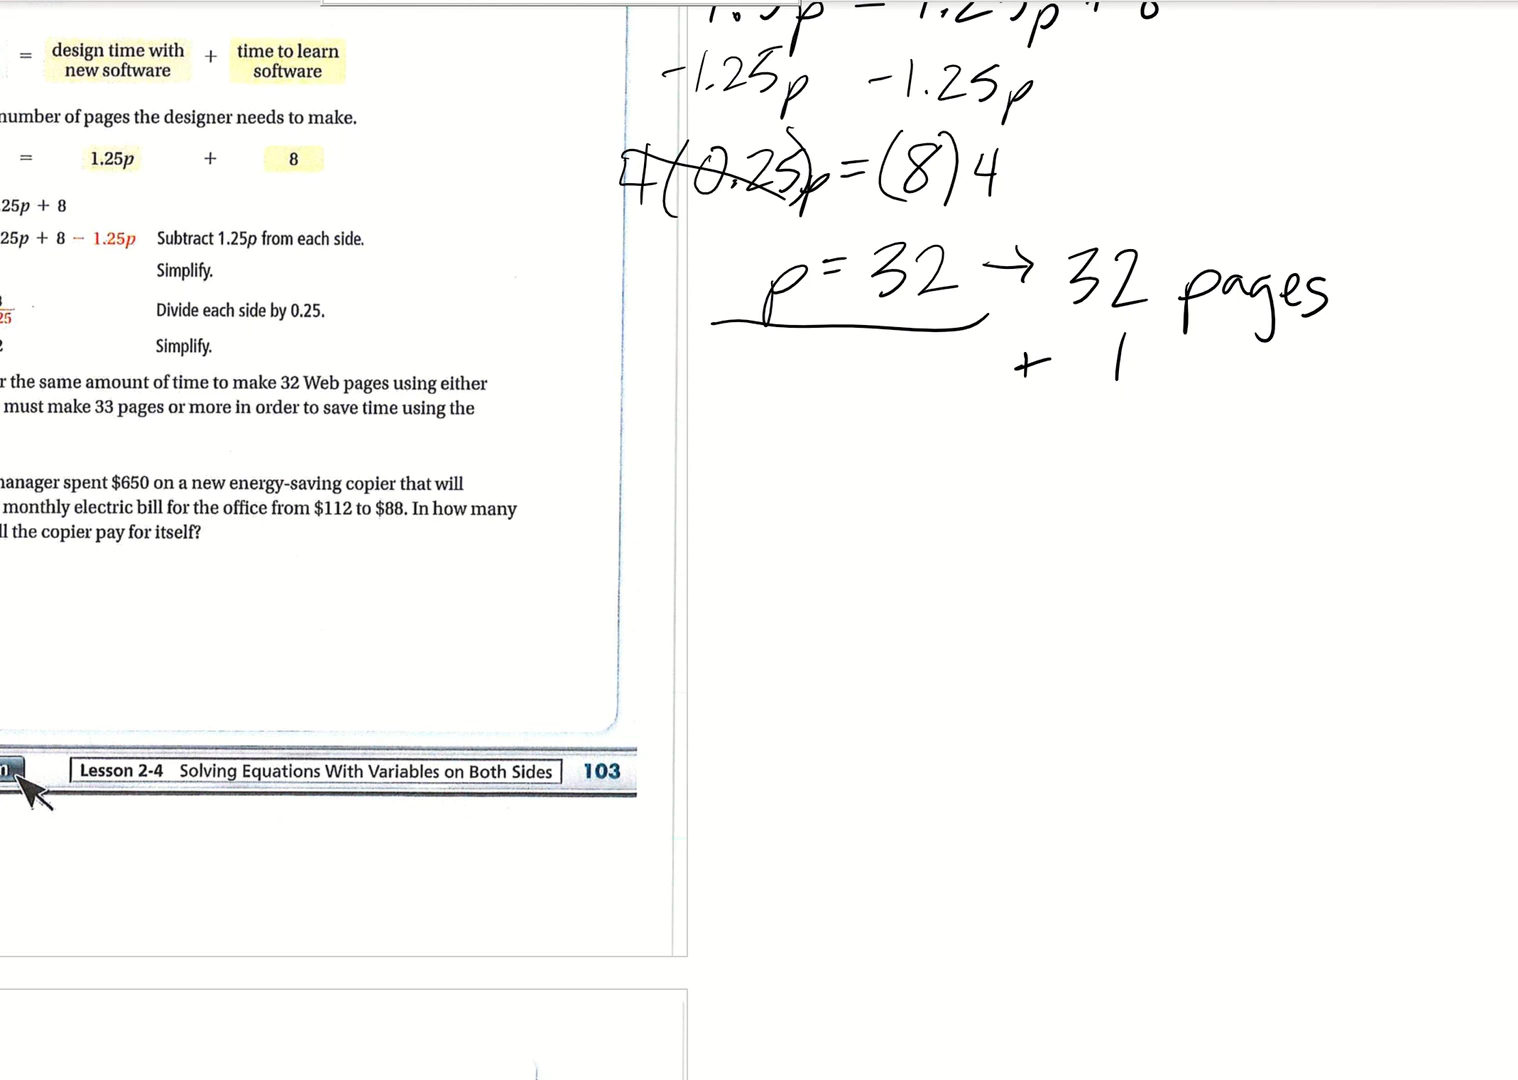 = design time with new software + time to learn software
number of pages the designer needs to make.
= 1.25p + 8
25p + 8
25p + 8 − 1.25p Subtract 1.25p from each side.
Simplify.
25 Divide each side by 0.25.
Simplify.
r the same amount of time to make 32 Web pages using either
must make 33 pages or more in order to save time using the
manager spent $650 on a new energy-saving copier that will
monthly electric bill for the office from $112 to $88. In how many
ll the copier pay for itself?
Lesson 2-4 Solving Equations With Variables on Both Sides 103
-1.25p -1.25p
4(0.25)p = (8)4
p = 32 → 32 pages
+ 1